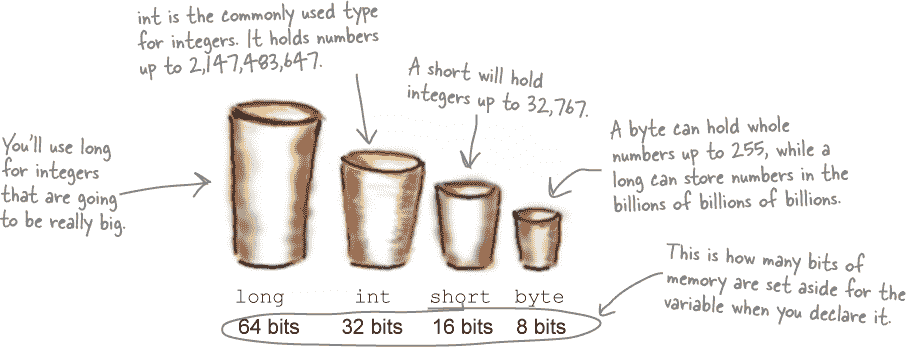 int is the commonly used type
for integers. It holds numbers
up to 2,147,483,647.
A short will hold
integers up to 32,767.
You'll use long
for integers
that are going
to be really big.
A byte can hold whole
numbers up to 255, while a
long can store numbers in the
billions of billions of billions.
This is how many bits of
memory are set aside for the
variable when you declare it.
long int short byte
64 bits 32 bits 16 bits 8 bits